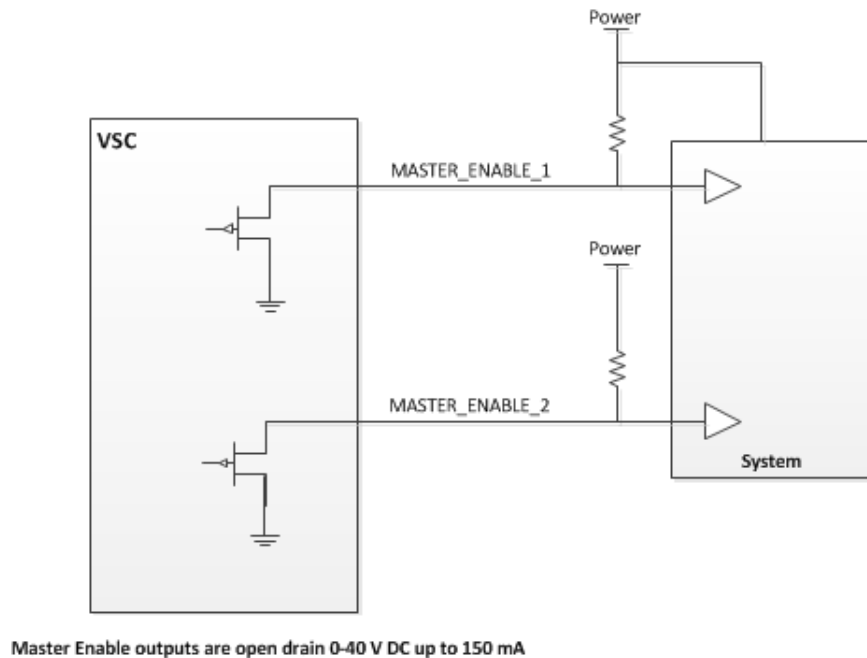 Power
VSC
MASTER_ENABLE_1
Power
MASTER_ENABLE_2
System
Master Enable outputs are open drain 0-40 V DC up to 150 mA